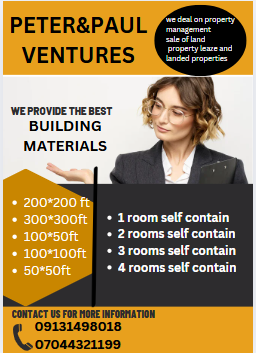 PETER&PAUL
VENTURES
we deal on property
management
sale of land
property leaze and
landed properties
WE PROVIDE THE BEST
BUILDING
MATERIALS
• 200*200 ft
• 300*300ft
• 100*50ft
• 100*100ft
• 50*50ft
• 1 room self contain
• 2 rooms self contain
• 3 rooms self contain
• 4 rooms self contain
CONTACT US FOR MORE INFORMATION
09131498018
07044321199